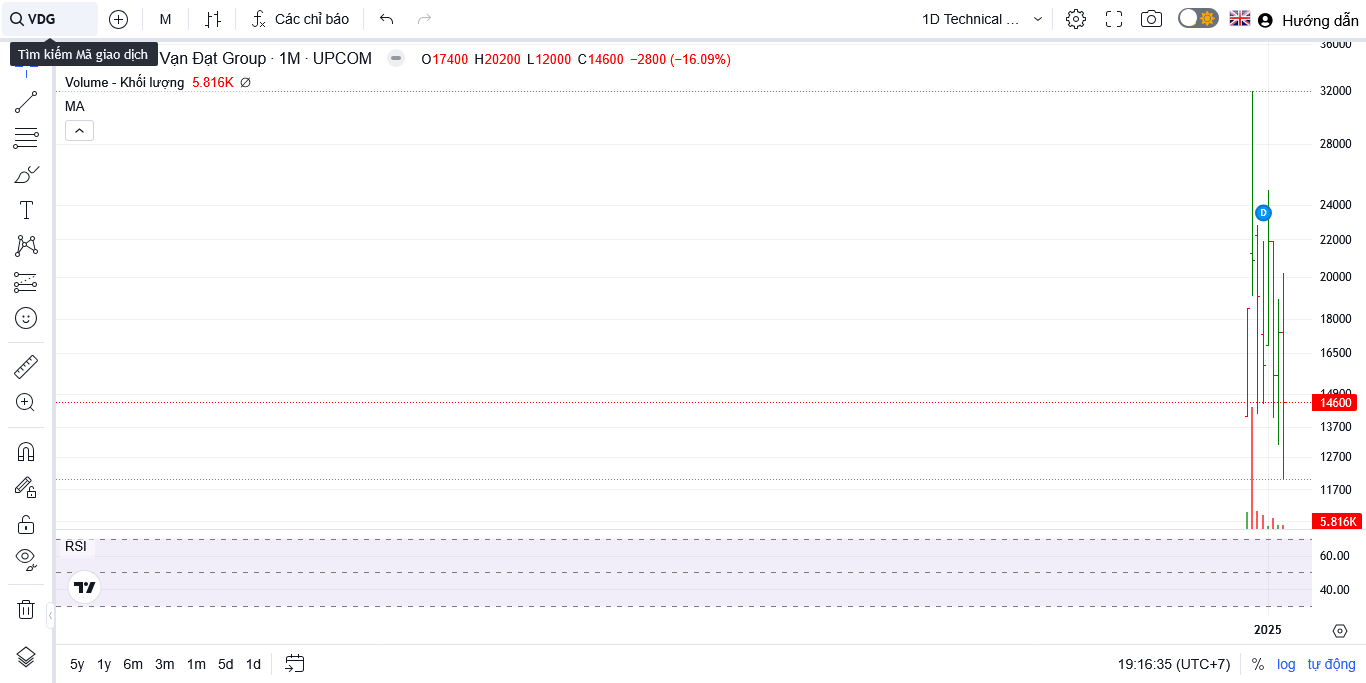 VDG M Các chỉ báo 1D Technical ... Hướng dẫn
Tìm kiếm Mã giao dịch
Vạn Đạt Group · 1M · UPCOM O17400 H20200 L12000 C14600 −2800 (−16.09%)
Volume - Khối lượng 5.816K Ø
MA
36000
32000
28000
24000
D
22000
20000
18000
16500
14900
14600
13700
12700
11700
5.816K
RSI
60.00
40.00
2025
5y 1y 6m 3m 1m 5d 1d 19:16:35 (UTC+7) % log tự động